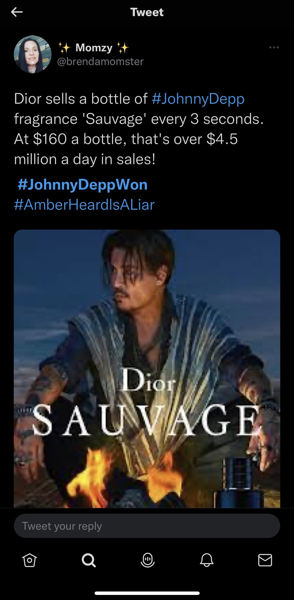 Tweet
✨ Momzy ✨
@brendamomster
Dior sells a bottle of #JohnnyDepp
fragrance 'Sauvage' every 3 seconds.
At $160 a bottle, that's over $4.5
million a day in sales!
#JohnnyDeppWon
#AmberHeardIsALiar
Dior
SAUVAGE
Tweet your reply